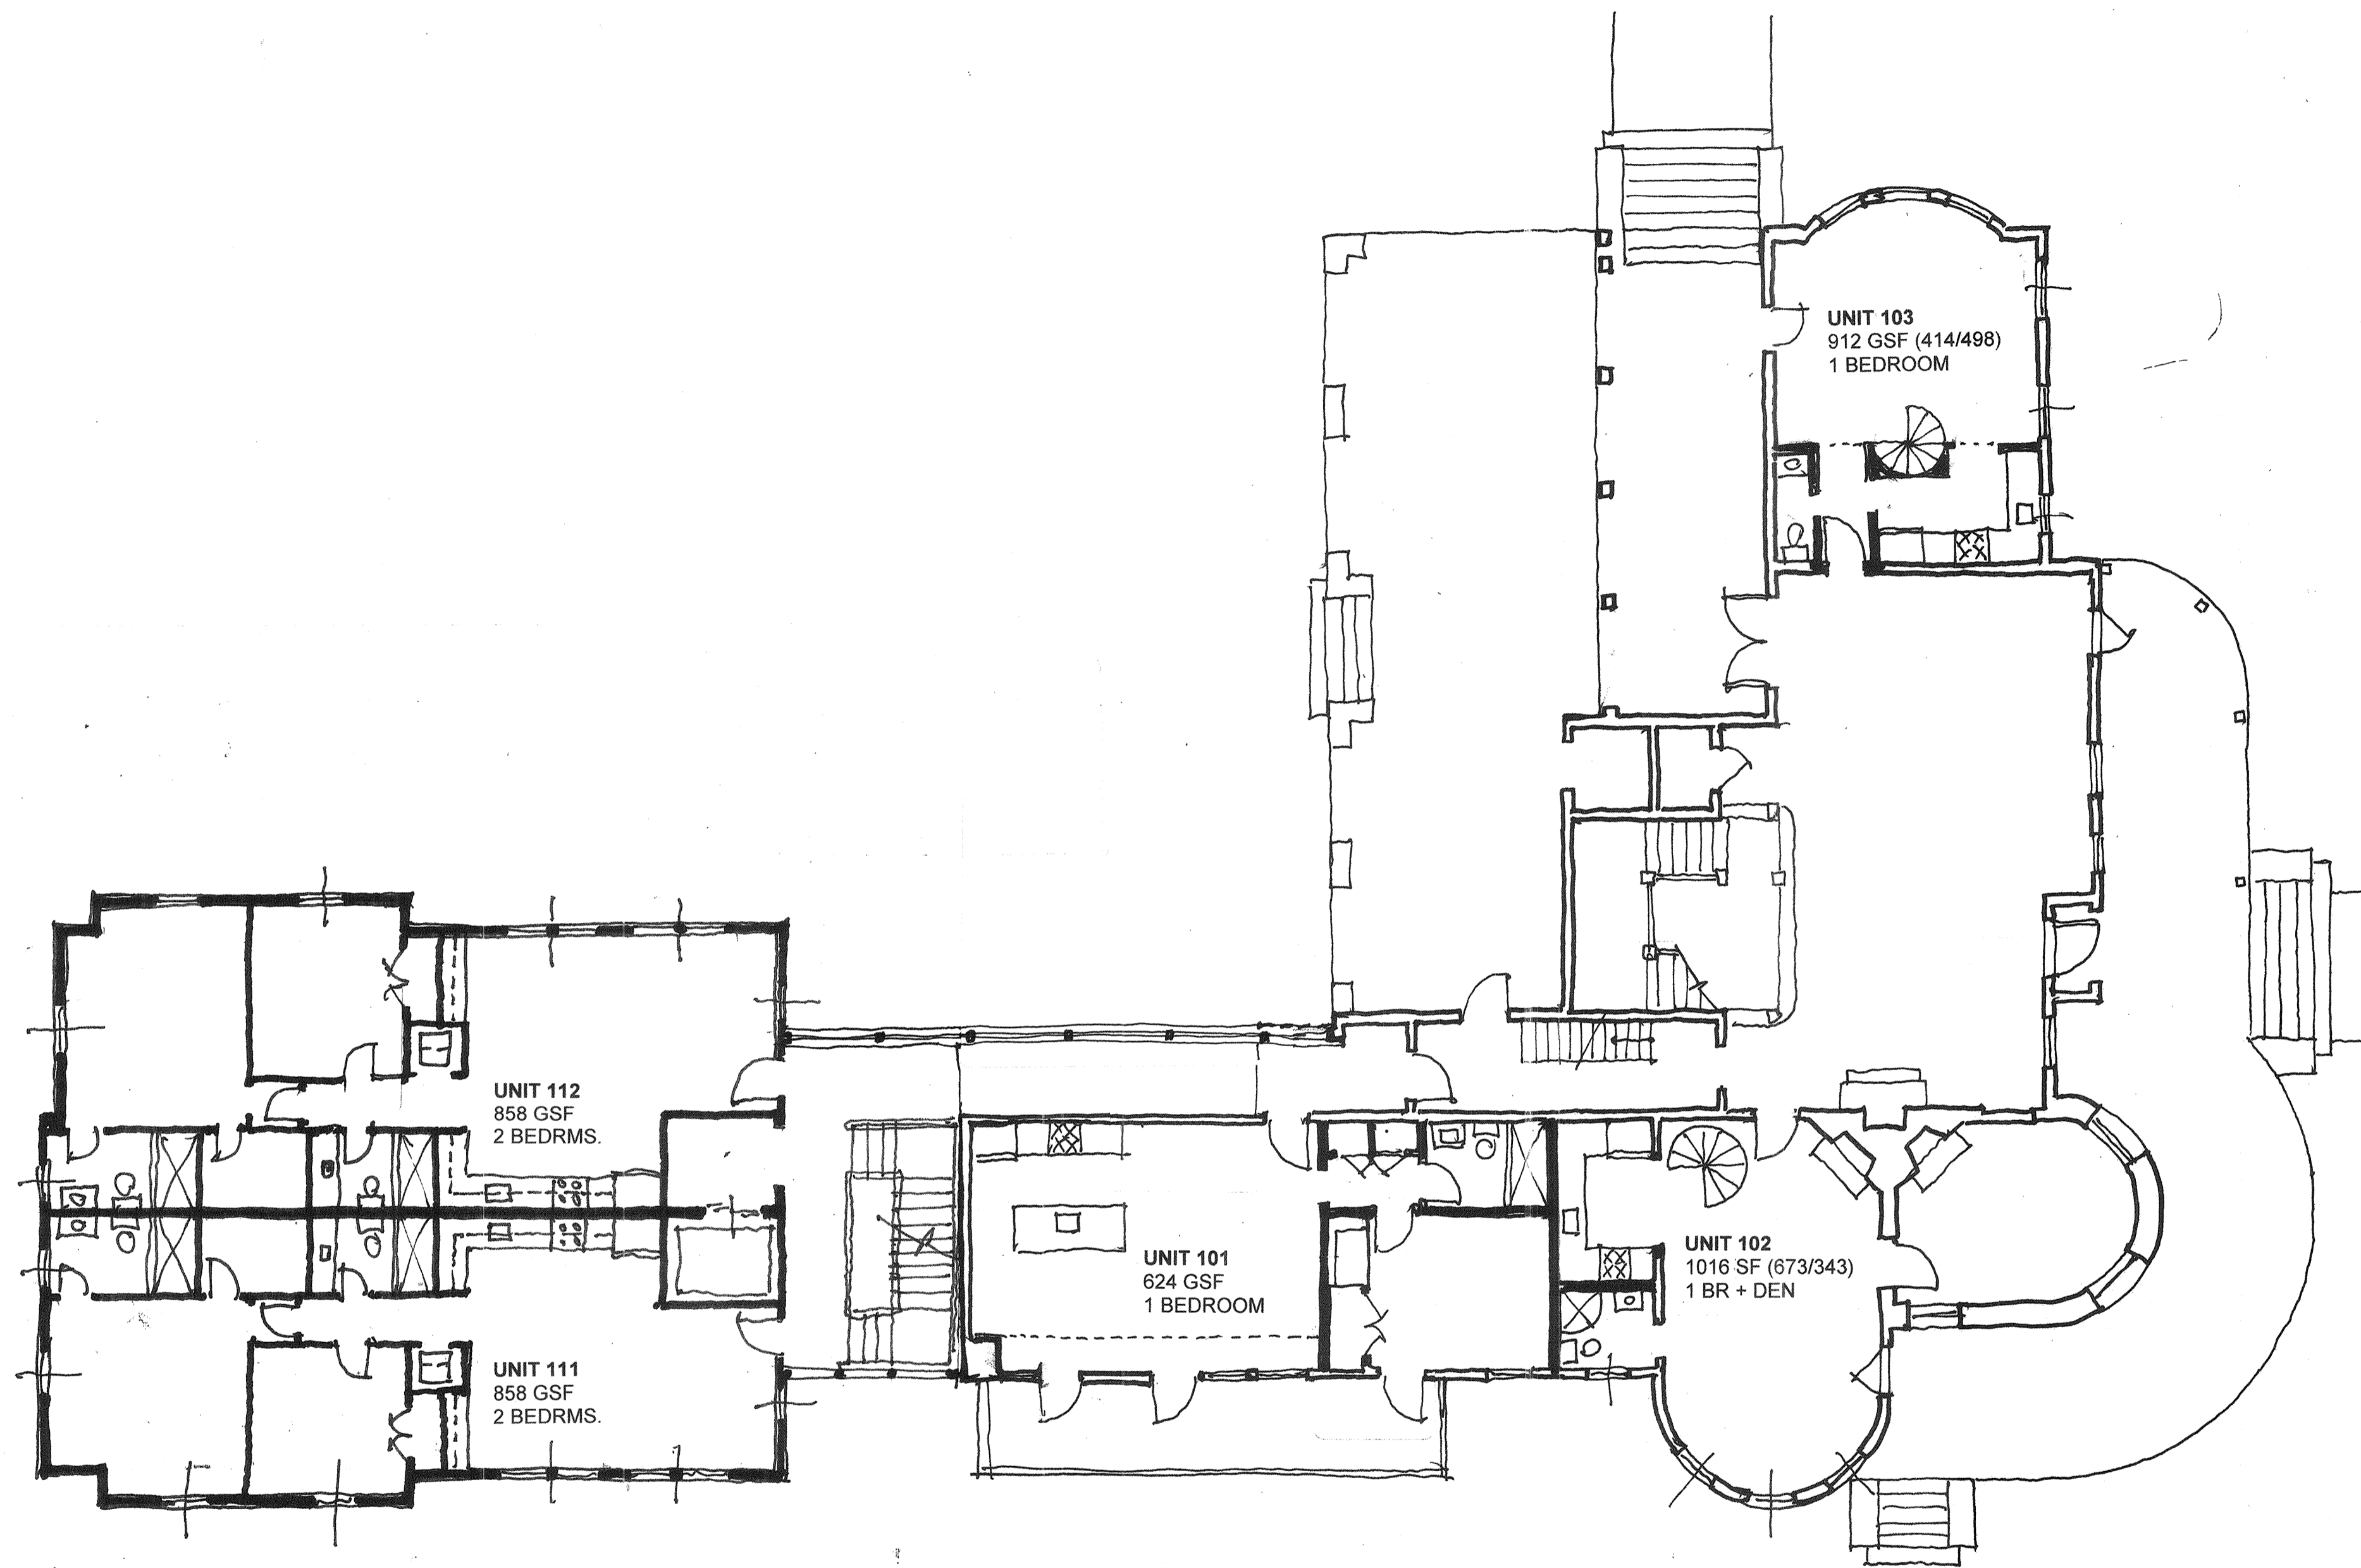 UNIT 103
912 GSF (414/498)
1 BEDROOM
UNIT 112
858 GSF
2 BEDRMS.
UNIT 101
624 GSF
1 BEDROOM
UNIT 102
1016 SF (673/343)
1 BR + DEN
UNIT 111
858 GSF
2 BEDRMS.